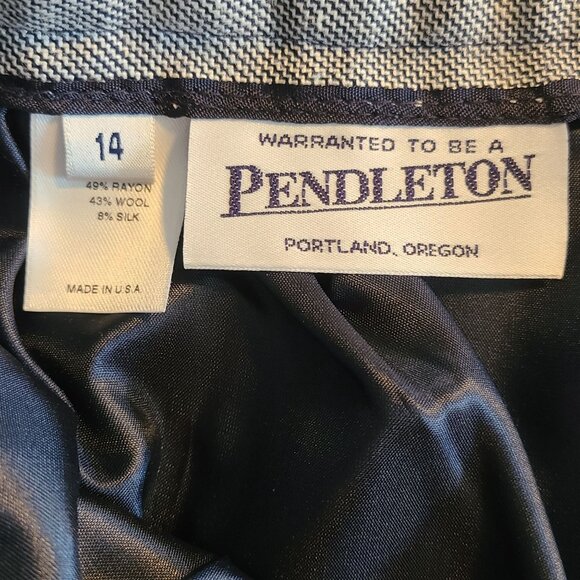 14
49% RAYON
43% WOOL
8% SILK
MADE IN U.S.A.
WARRANTED TO BE A
PENDLETON
PORTLAND, OREGON